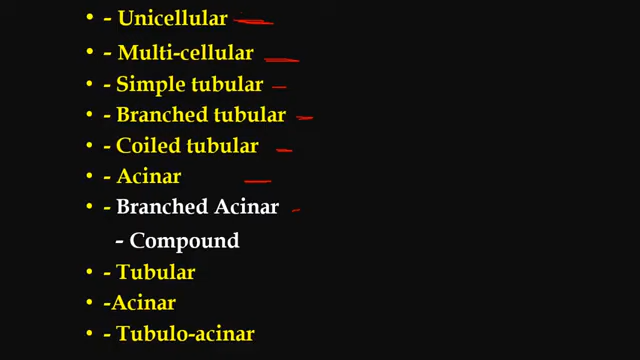 • - Unicellular
• - Multi-cellular
• - Simple tubular
• - Branched tubular
• - Coiled tubular
• - Acinar
• - Branched Acinar
- Compound
• - Tubular
• -Acinar
• - Tubulo-acinar